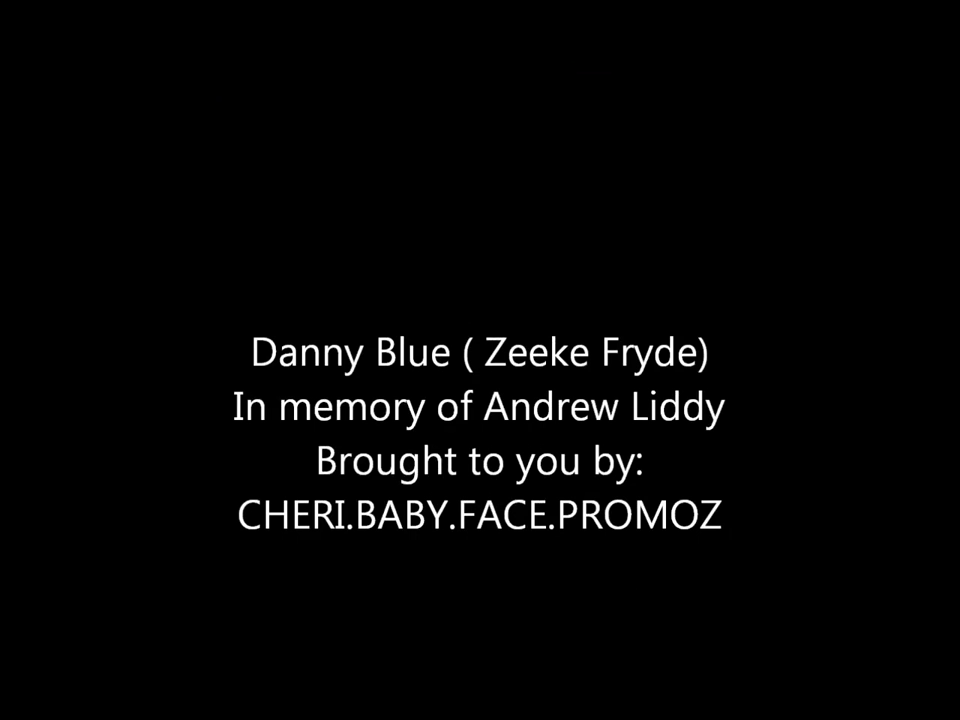 Danny Blue ( Zeeke Fryde)
In memory of Andrew Liddy
Brought to you by:
CHERI.BABY.FACE.PROMOZ